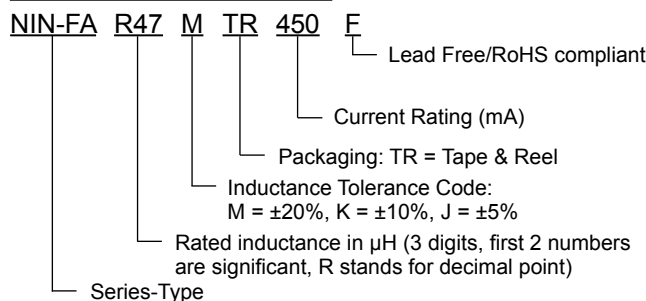 NIN-FA R47 M TR 450 F
Lead Free/RoHS compliant
Current Rating (mA)
Packaging: TR = Tape & Reel
Inductance Tolerance Code:
M = ±20%, K = ±10%, J = ±5%
Rated inductance in µH (3 digits, first 2 numbers
are significant, R stands for decimal point)
Series-Type